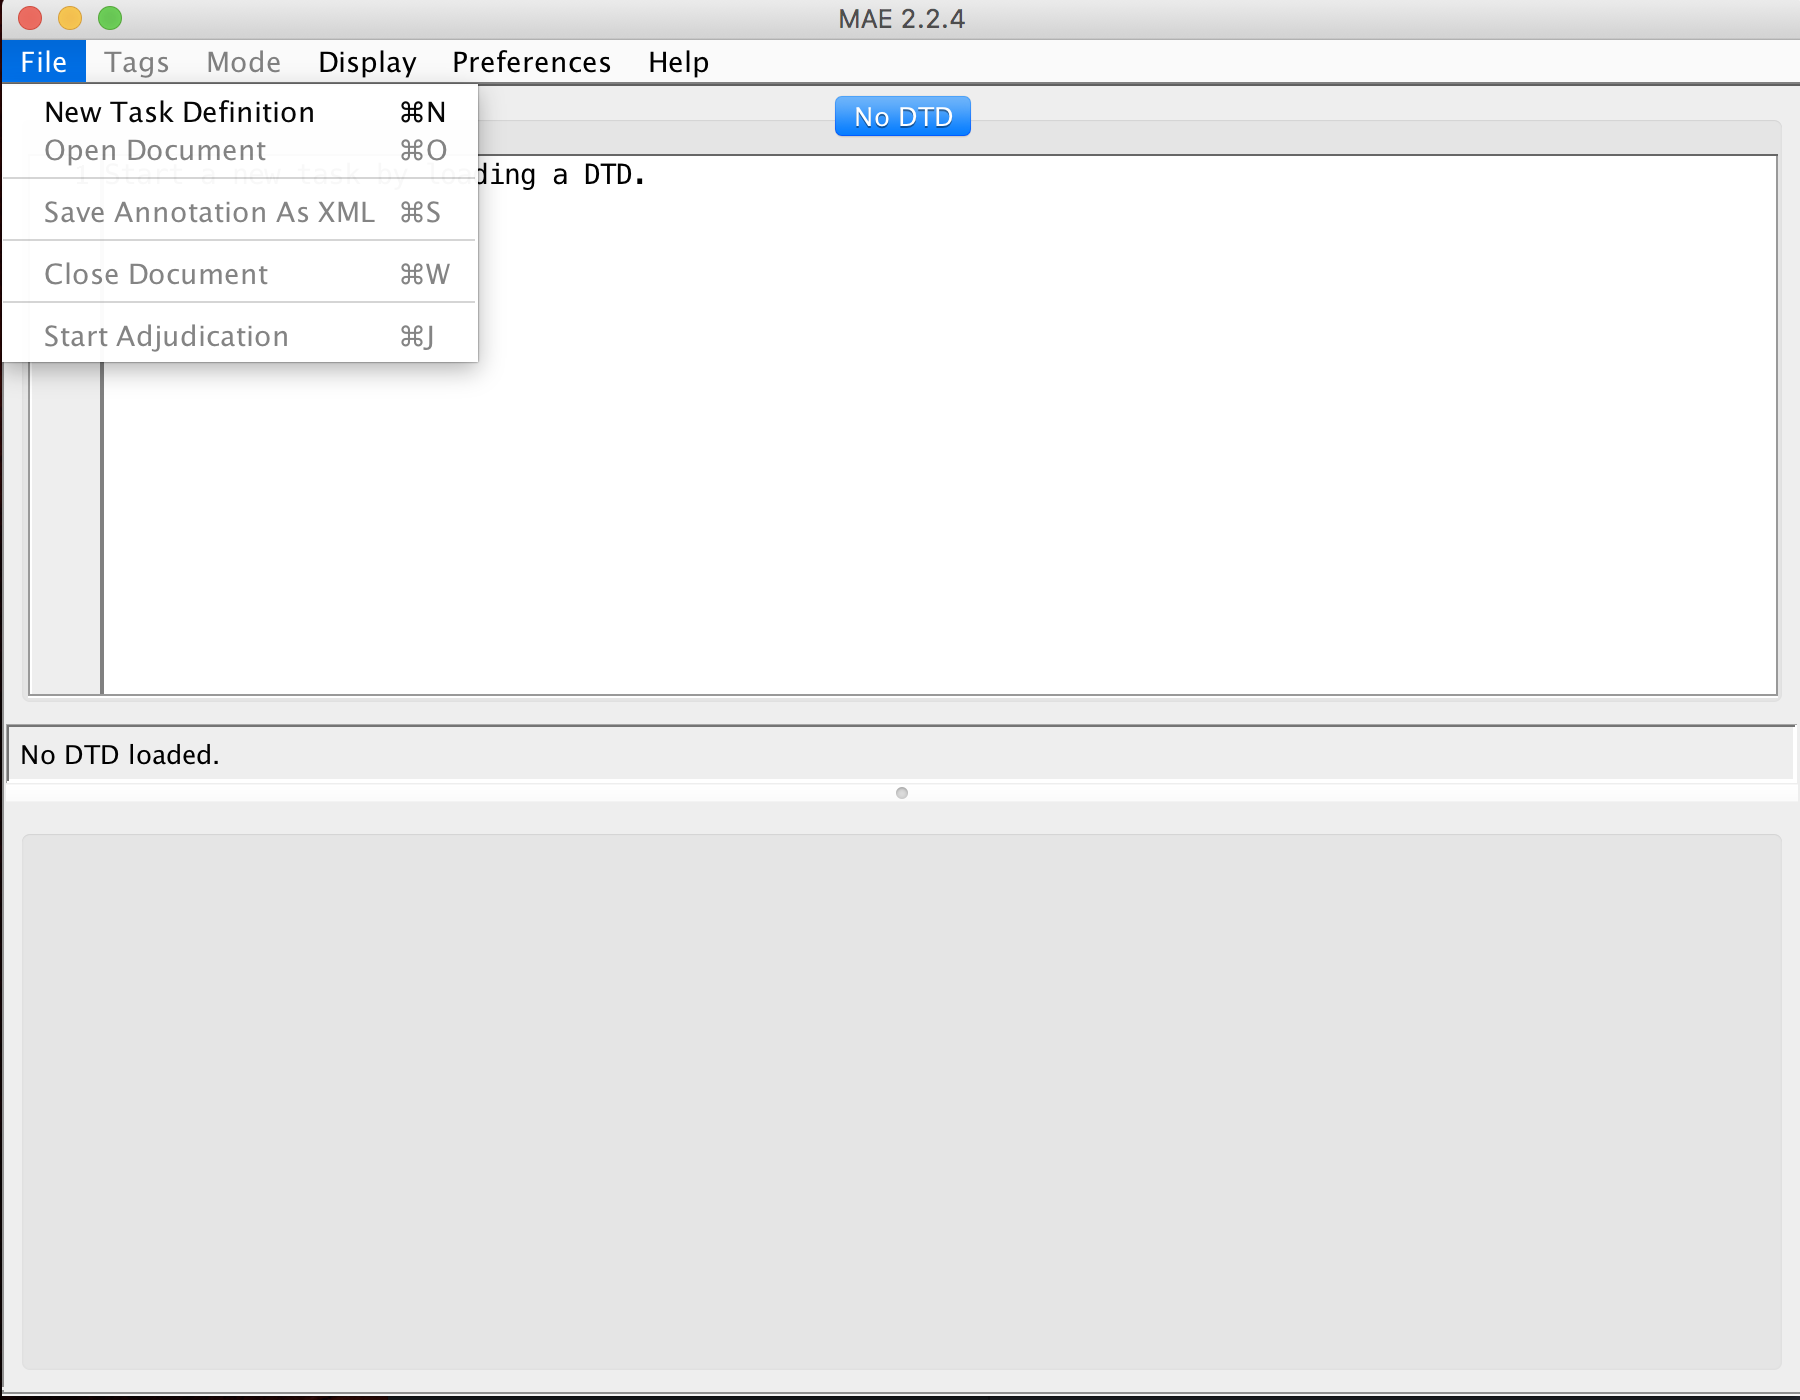 MAE 2.2.4
File Tags Mode Display Preferences Help
No DTD
New Task Definition ⌘N
Open Document ⌘O
1 Start a new task by loading a DTD.
Save Annotation As XML ⌘S
Close Document ⌘W
Start Adjudication ⌘J
No DTD loaded.